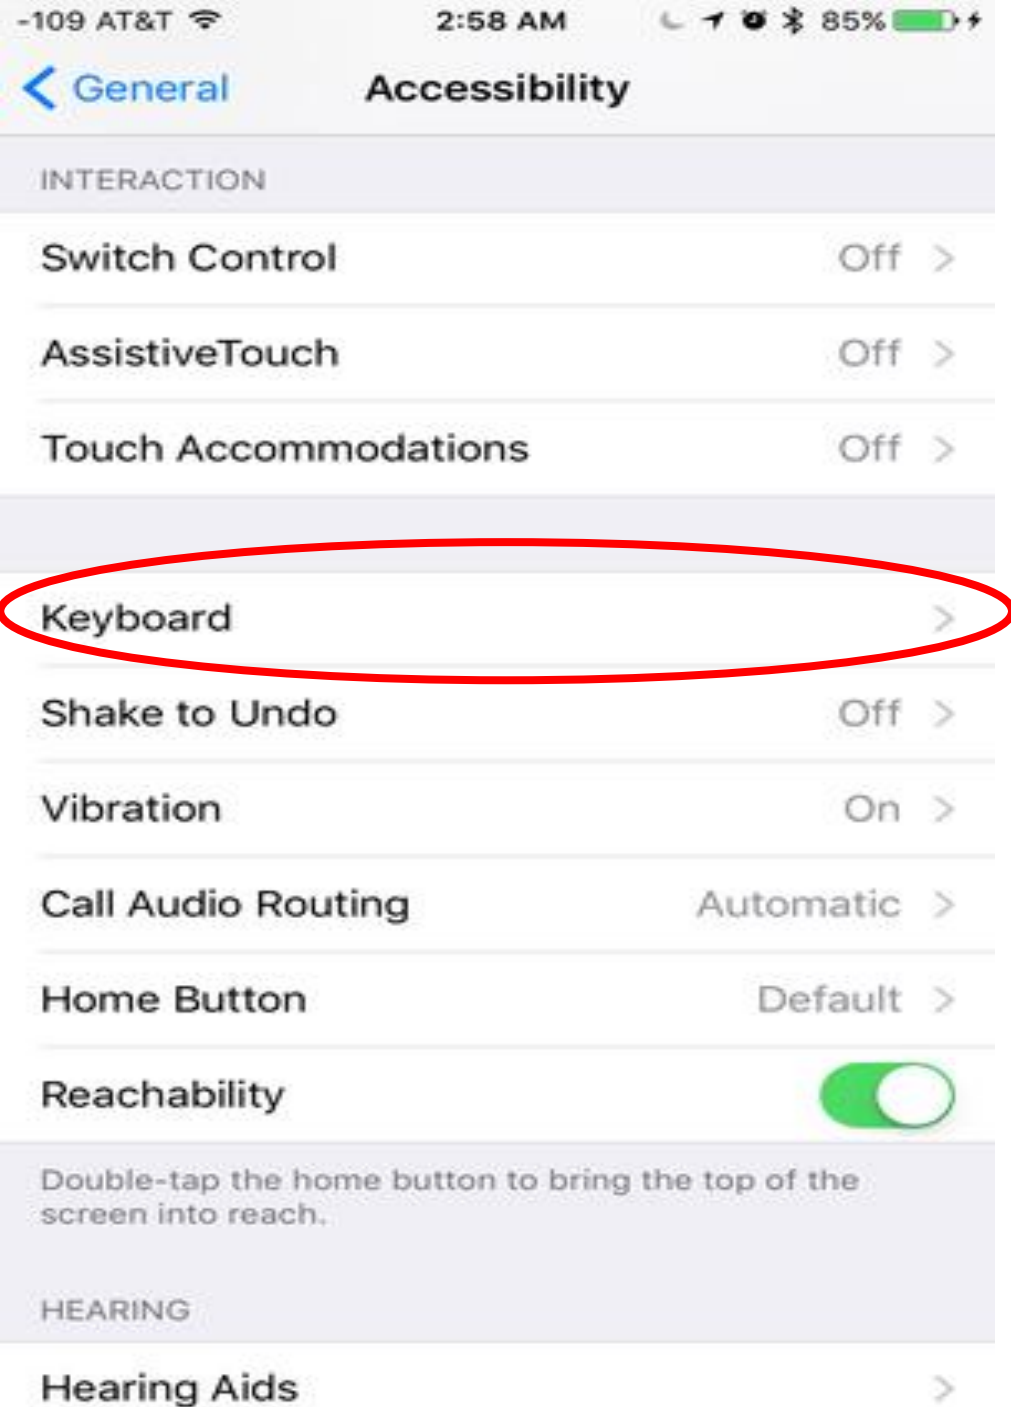 -109 AT&T 2:58 AM 85%
General Accessibility
INTERACTION
Switch Control Off
AssistiveTouch Off
Touch Accommodations Off
Keyboard
Shake to Undo Off
Vibration On
Call Audio Routing Automatic
Home Button Default
Reachability
Double-tap the home button to bring the top of the
screen into reach.
HEARING
Hearing Aids